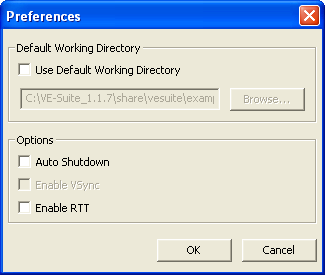 Preferences
Default Working Directory
Use Default Working Directory
C:\VE-Suite_1.1.7\share\vesuite\examp
Browse...
Options
Auto Shutdown
Enable VSync
Enable RTT
OK Cancel